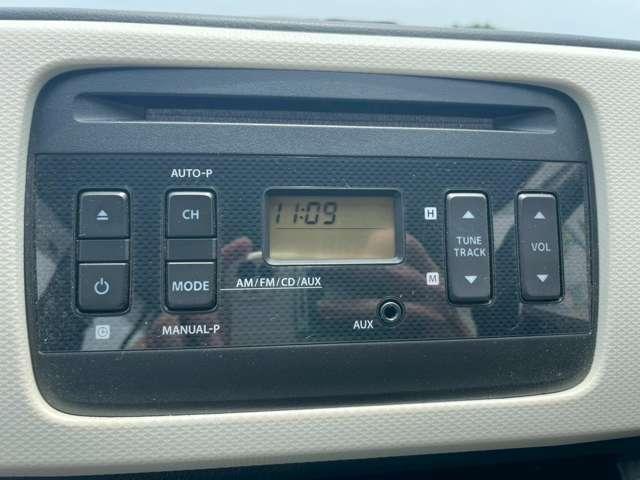 AUTO-P
CH
11:09
H
TUNE
TRACK
VOL
MODE
AM/FM/CD/AUX
M
C
MANUAL-P
AUX